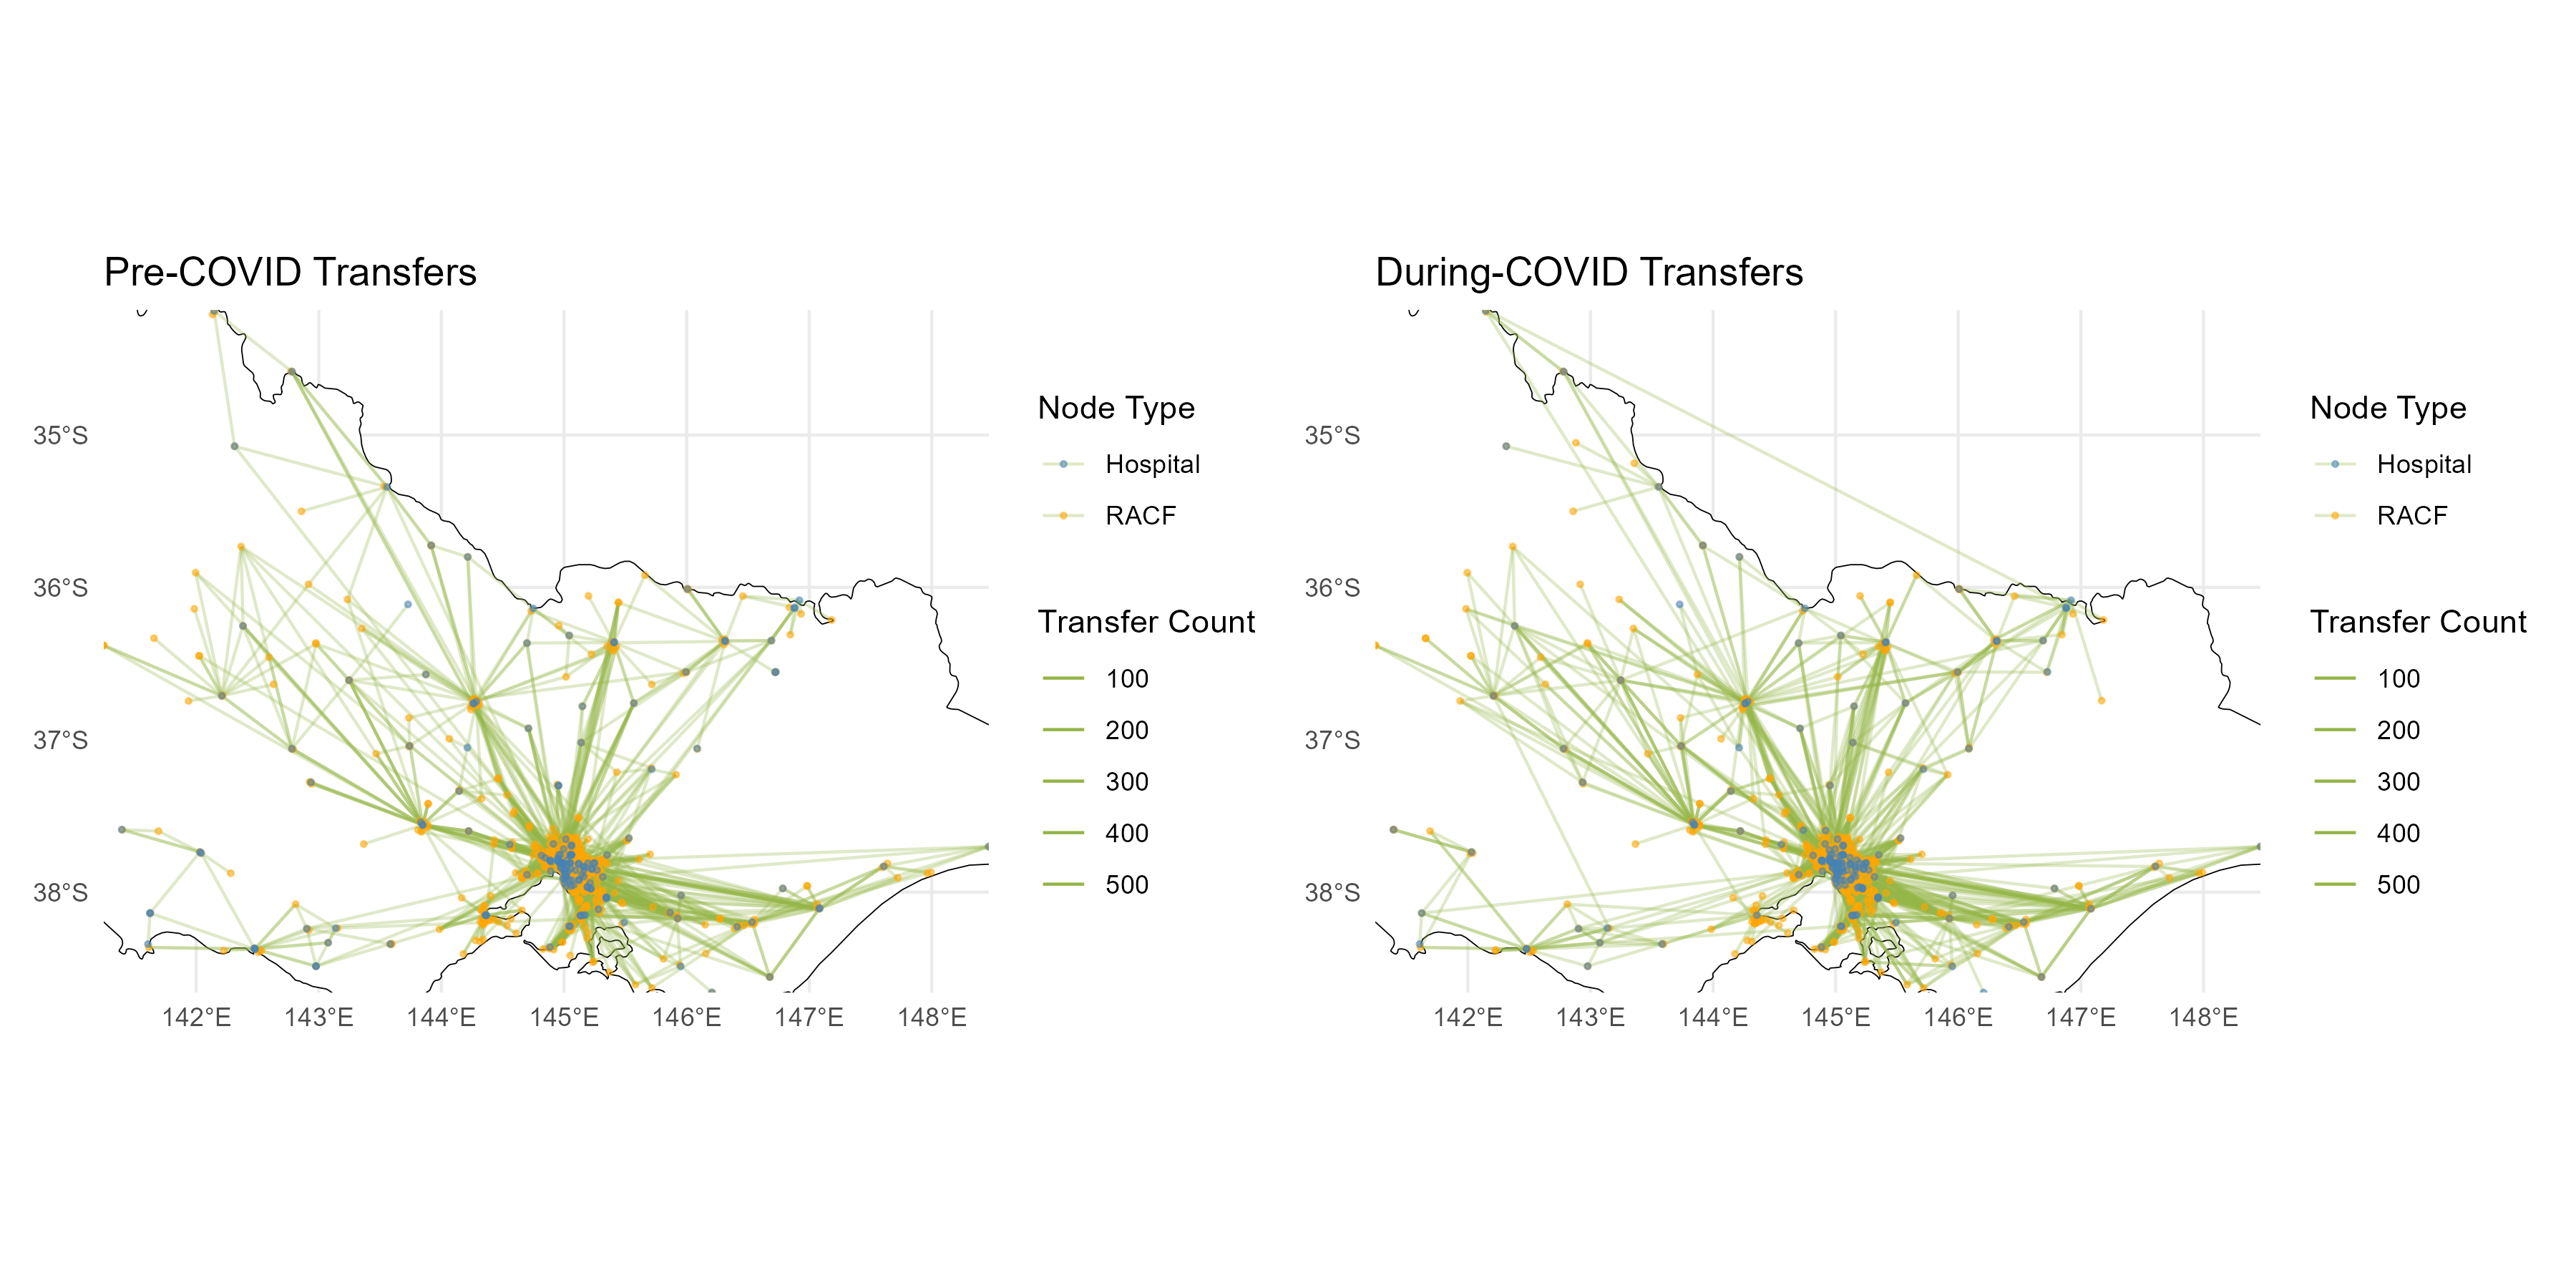 Pre-COVID Transfers
35°S
36°S
37°S
38°S
142°E 143°E 144°E 145°E 146°E 147°E 148°E
Node Type
Hospital
RACF
Transfer Count
100
200
300
400
500
During-COVID Transfers
35°S
36°S
37°S
38°S
142°E 143°E 144°E 145°E 146°E 147°E 148°E
Node Type
Hospital
RACF
Transfer Count
100
200
300
400
500